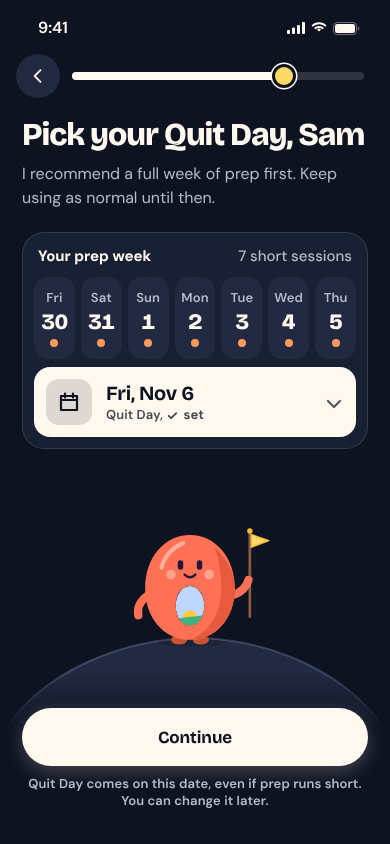 9:41
Pick your Quit Day, Sam
I recommend a full week of prep first. Keep
using as normal until then.
Your prep week 7 short sessions
Fri Sat Sun Mon Tue Wed Thu
30 31 1 2 3 4 5
Fri, Nov 6
Quit Day, ✓ set
Continue
Quit Day comes on this date, even if prep runs short.
You can change it later.